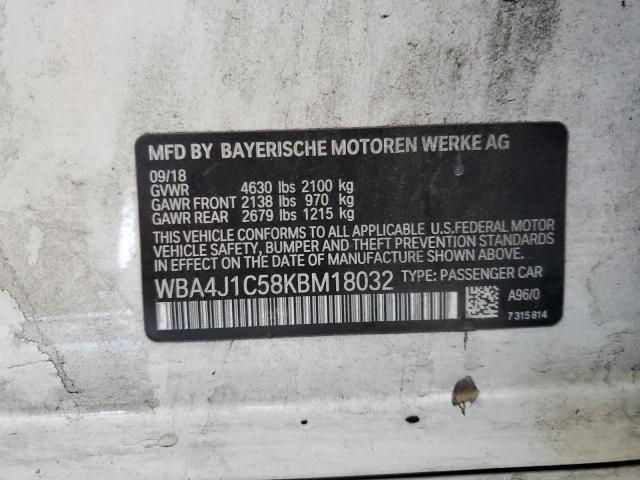 MFD BY BAYERISCHE MOTOREN WERKE AG
09/18
GVWR 4630 lbs 2100 kg
GAWR FRONT 2138 lbs 970 kg
GAWR REAR 2679 lbs 1215 kg
THIS VEHICLE CONFORMS TO ALL APPLICABLE U.S.FEDERAL MOTOR
VEHICLE SAFETY, BUMPER AND THEFT PREVENTION STANDARDS
IN EFFECT ON THE DATE OF MANUFACTURE SHOWN ABOVE.
WBA4J1C58KBM18032 TYPE: PASSENGER CAR
A96/0
7 315 814